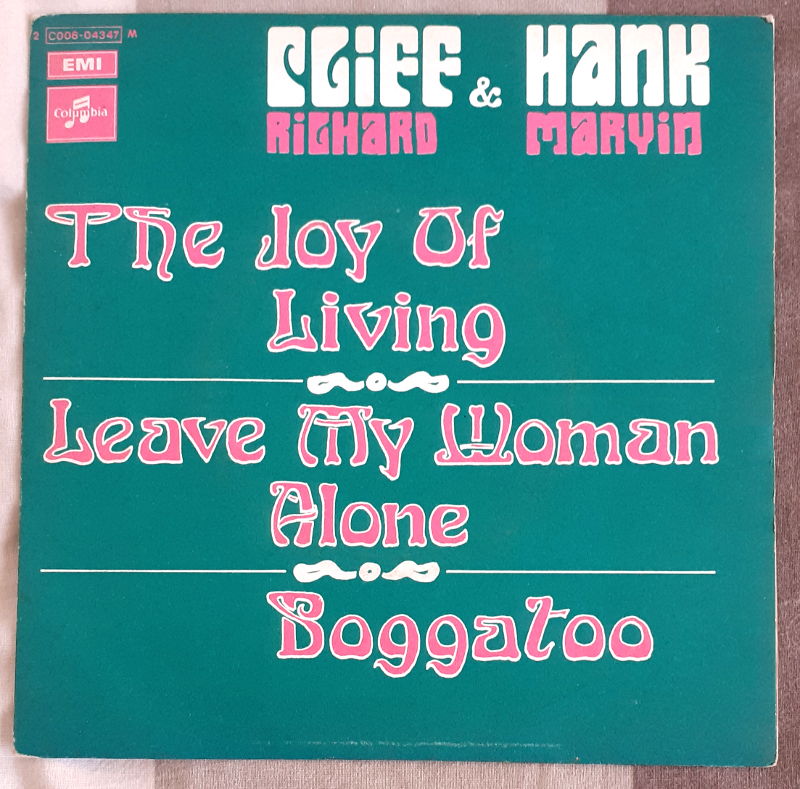 2 C006-04347 M
EMI
Columbia
CLIFF & HANK
RICHARD MARVIN
The Joy Of
Living
Leave My Woman
Alone
Boggatoo